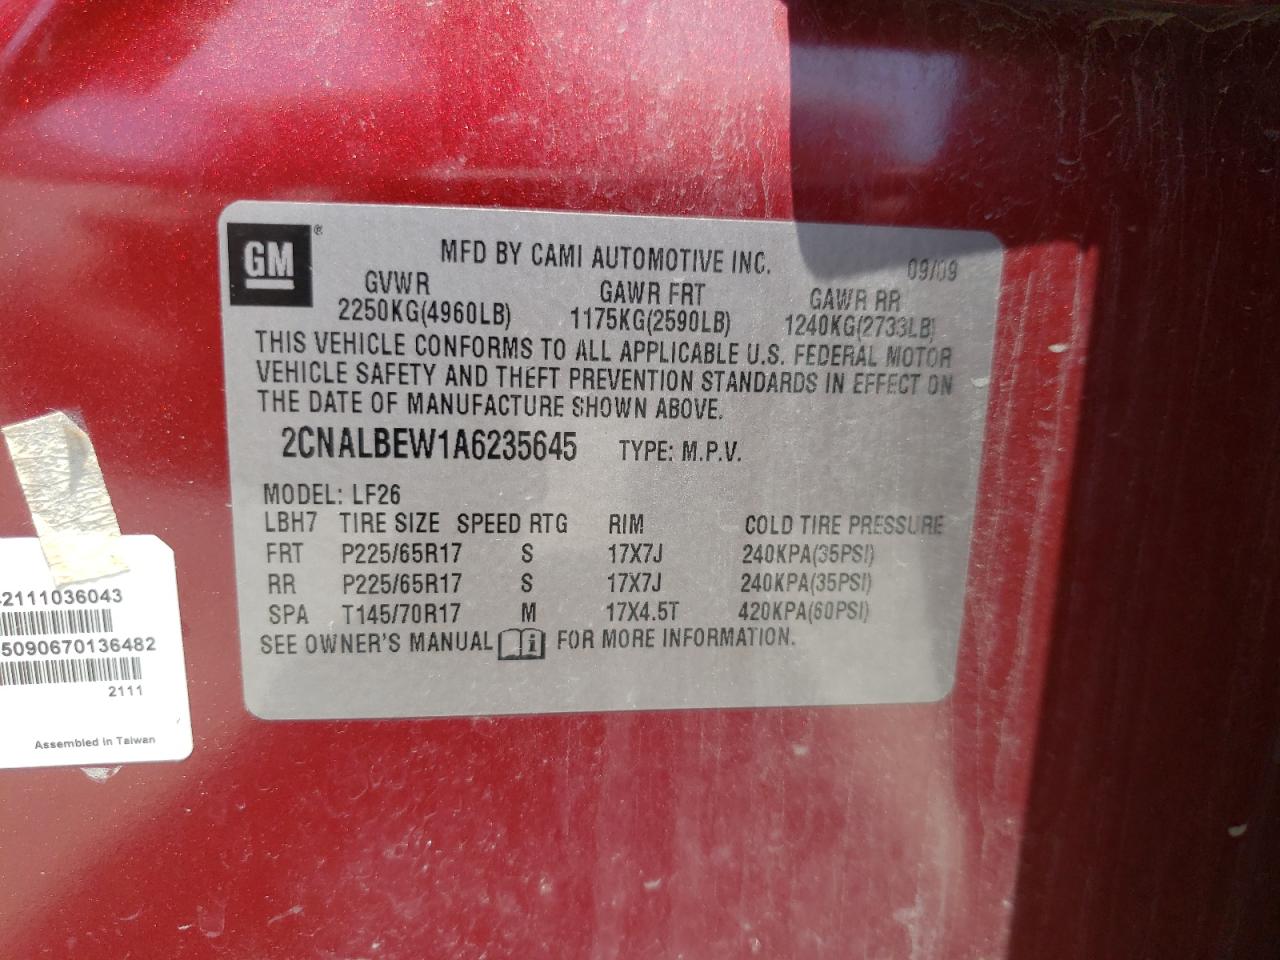 GM®
MFD BY CAMI AUTOMOTIVE INC.
09/09
GVWR GAWR FRT GAWR RR
2250KG(4960LB) 1175KG(2590LB) 1240KG(2733LB)
THIS VEHICLE CONFORMS TO ALL APPLICABLE U.S. FEDERAL MOTOR
VEHICLE SAFETY AND THEFT PREVENTION STANDARDS IN EFFECT ON
THE DATE OF MANUFACTURE SHOWN ABOVE.
2CNALBEW1A6235645 TYPE: M.P.V.
MODEL: LF26
LBH7 TIRE SIZE SPEED RTG RIM COLD TIRE PRESSURE
FRT P225/65R17 S 17X7J 240KPA(35PSI)
RR P225/65R17 S 17X7J 240KPA(35PSI)
SPA T145/70R17 M 17X4.5T 420KPA(60PSI)
SEE OWNER'S MANUAL i FOR MORE INFORMATION.
2111036043
5090670136482
2111
Assembled in Taiwan